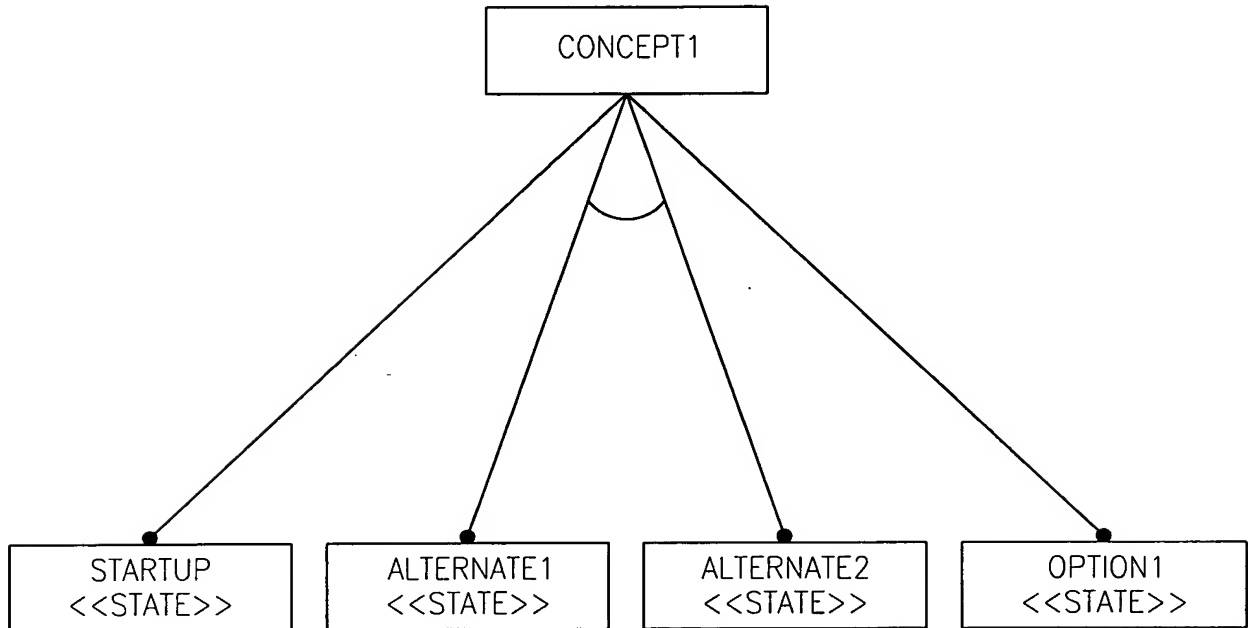 CONCEPT1
STARTUP
<<STATE>>
ALTERNATE1
<<STATE>>
ALTERNATE2
<<STATE>>
OPTION1
<<STATE>>